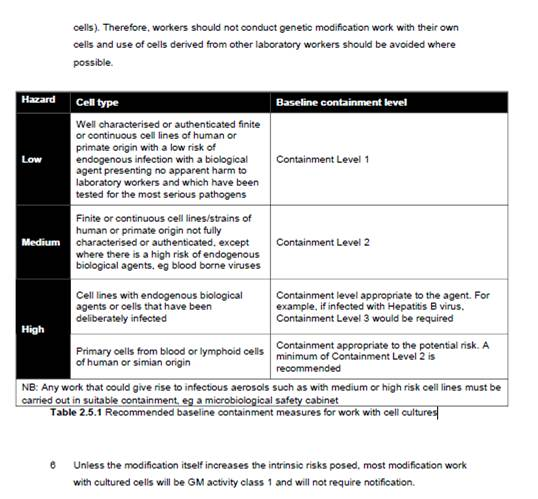 cells). Therefore, workers should not conduct genetic modification work with their own
cells and use of cells derived from other laboratory workers should be avoided where
possible.
Hazard
Cell type
Baseline containment level
Low
Well characterised or authenticated finite
or continuous cell lines of human or
primate origin with a low risk of
endogenous infection with a biological
agent presenting no apparent harm to
laboratory workers and which have been
tested for the most serious pathogens
Containment Level 1
Medium
Finite or continuous cell lines/strains of
human or primate origin not fully
characterised or authenticated, except
where there is a high risk of endogenous
biological agents, eg blood borne viruses
Containment Level 2
High
Cell lines with endogenous biological
agents or cells that have been
deliberately infected
Containment level appropriate to the agent. For
example, if infected with Hepatitis B virus,
Containment Level 3 would be required
Primary cells from blood or lymphoid cells
of human or simian origin
Containment appropriate to the potential risk. A
minimum of Containment Level 2 is
recommended
NB: Any work that could give rise to infectious aerosols such as with medium or high risk cell lines must be
carried out in suitable containment, eg a microbiological safety cabinet
Table 2.5.1 Recommended baseline containment measures for work with cell cultures
6 Unless the modification itself increases the intrinsic risks posed, most modification work
with cultured cells will be GM activity class 1 and will not require notification.